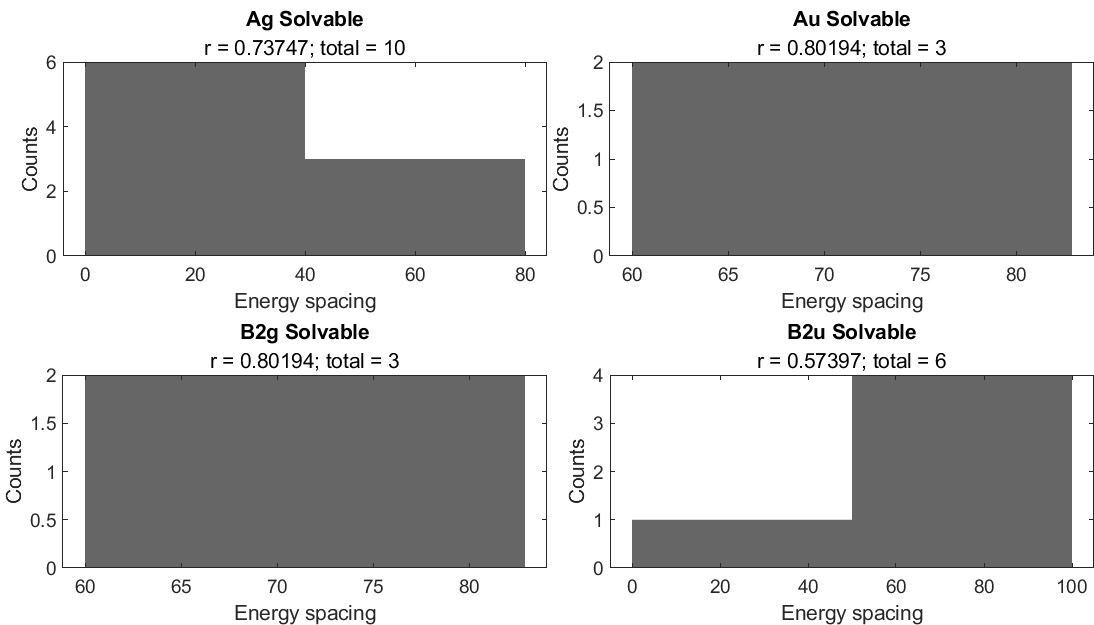 Ag Solvable
r = 0.73747; total = 10
6
4
2
0
Counts
0 20 40 60 80
Energy spacing
Au Solvable
r = 0.80194; total = 3
2
1.5
1
0.5
0
Counts
60 65 70 75 80
Energy spacing
B2g Solvable
r = 0.80194; total = 3
2
1.5
1
0.5
0
Counts
60 65 70 75 80
Energy spacing
B2u Solvable
r = 0.57397; total = 6
4
3
2
1
0
Counts
0 20 40 60 80 100
Energy spacing